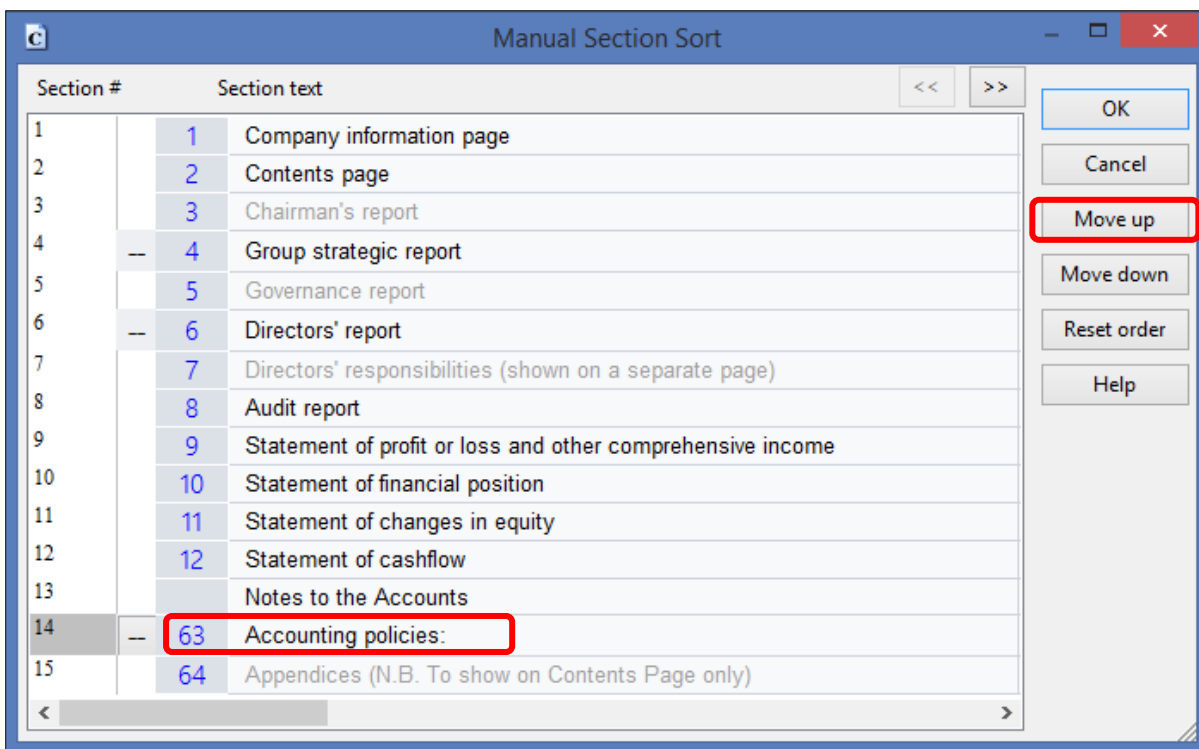 C Manual Section Sort
Section # Section text << >>
OK
1 1 Company information page
2 2 Contents page
Cancel
3 3 Chairman's report
Move up
4 -- 4 Group strategic report
5 5 Governance report
Move down
6 -- 6 Directors' report
Reset order
7 7 Directors' responsibilities (shown on a separate page)
Help
8 8 Audit report
9 9 Statement of profit or loss and other comprehensive income
10 10 Statement of financial position
11 11 Statement of changes in equity
12 12 Statement of cashflow
13 Notes to the Accounts
14 -- 63 Accounting policies:
15 64 Appendices (N.B. To show on Contents Page only)